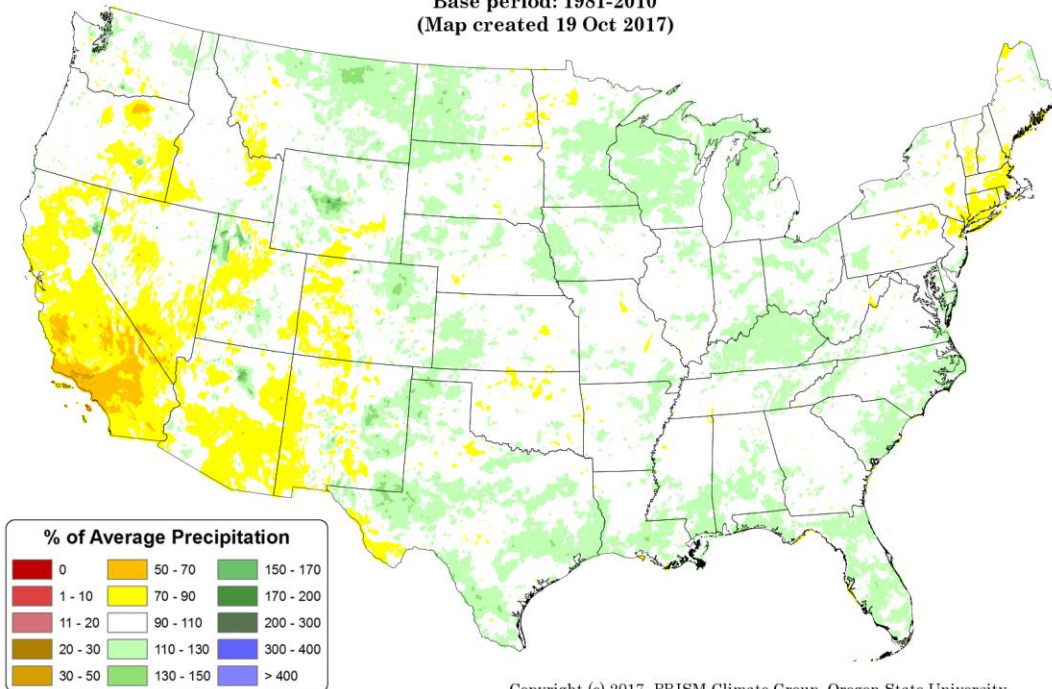 Base period: 1981-2010
(Map created 19 Oct 2017)
% of Average Precipitation
0
50 - 70
150 - 170
1 - 10
70 - 90
170 - 200
11 - 20
90 - 110
200 - 300
20 - 30
110 - 130
300 - 400
30 - 50
130 - 150
> 400
Copyright (c) 2017, PRISM Climate Group, Oregon State University